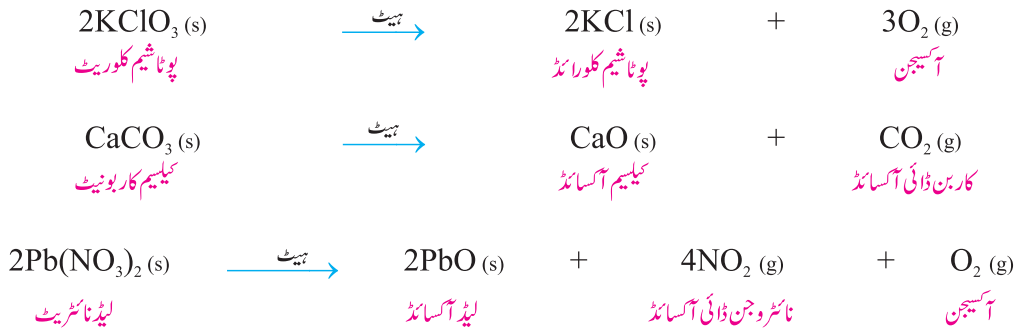 ہیٹ
2KClO₃ (s) → 2KCl (s) + 3O₂ (g)
پوٹاشیم کلوریٹ پوٹاشیم کلورائڈ آکسیجن
ہیٹ
CaCO₃ (s) → CaO (s) + CO₂ (g)
کیلسیم کاربونیٹ کیلسیم آکسائڈ کاربن ڈائی آکسائڈ
ہیٹ
2Pb(NO₃)₂ (s) → 2PbO (s) + 4NO₂ (g) + O₂ (g)
لیڈ نائٹریٹ لیڈ آکسائڈ نائٹروجن ڈائی آکسائڈ آکسیجن